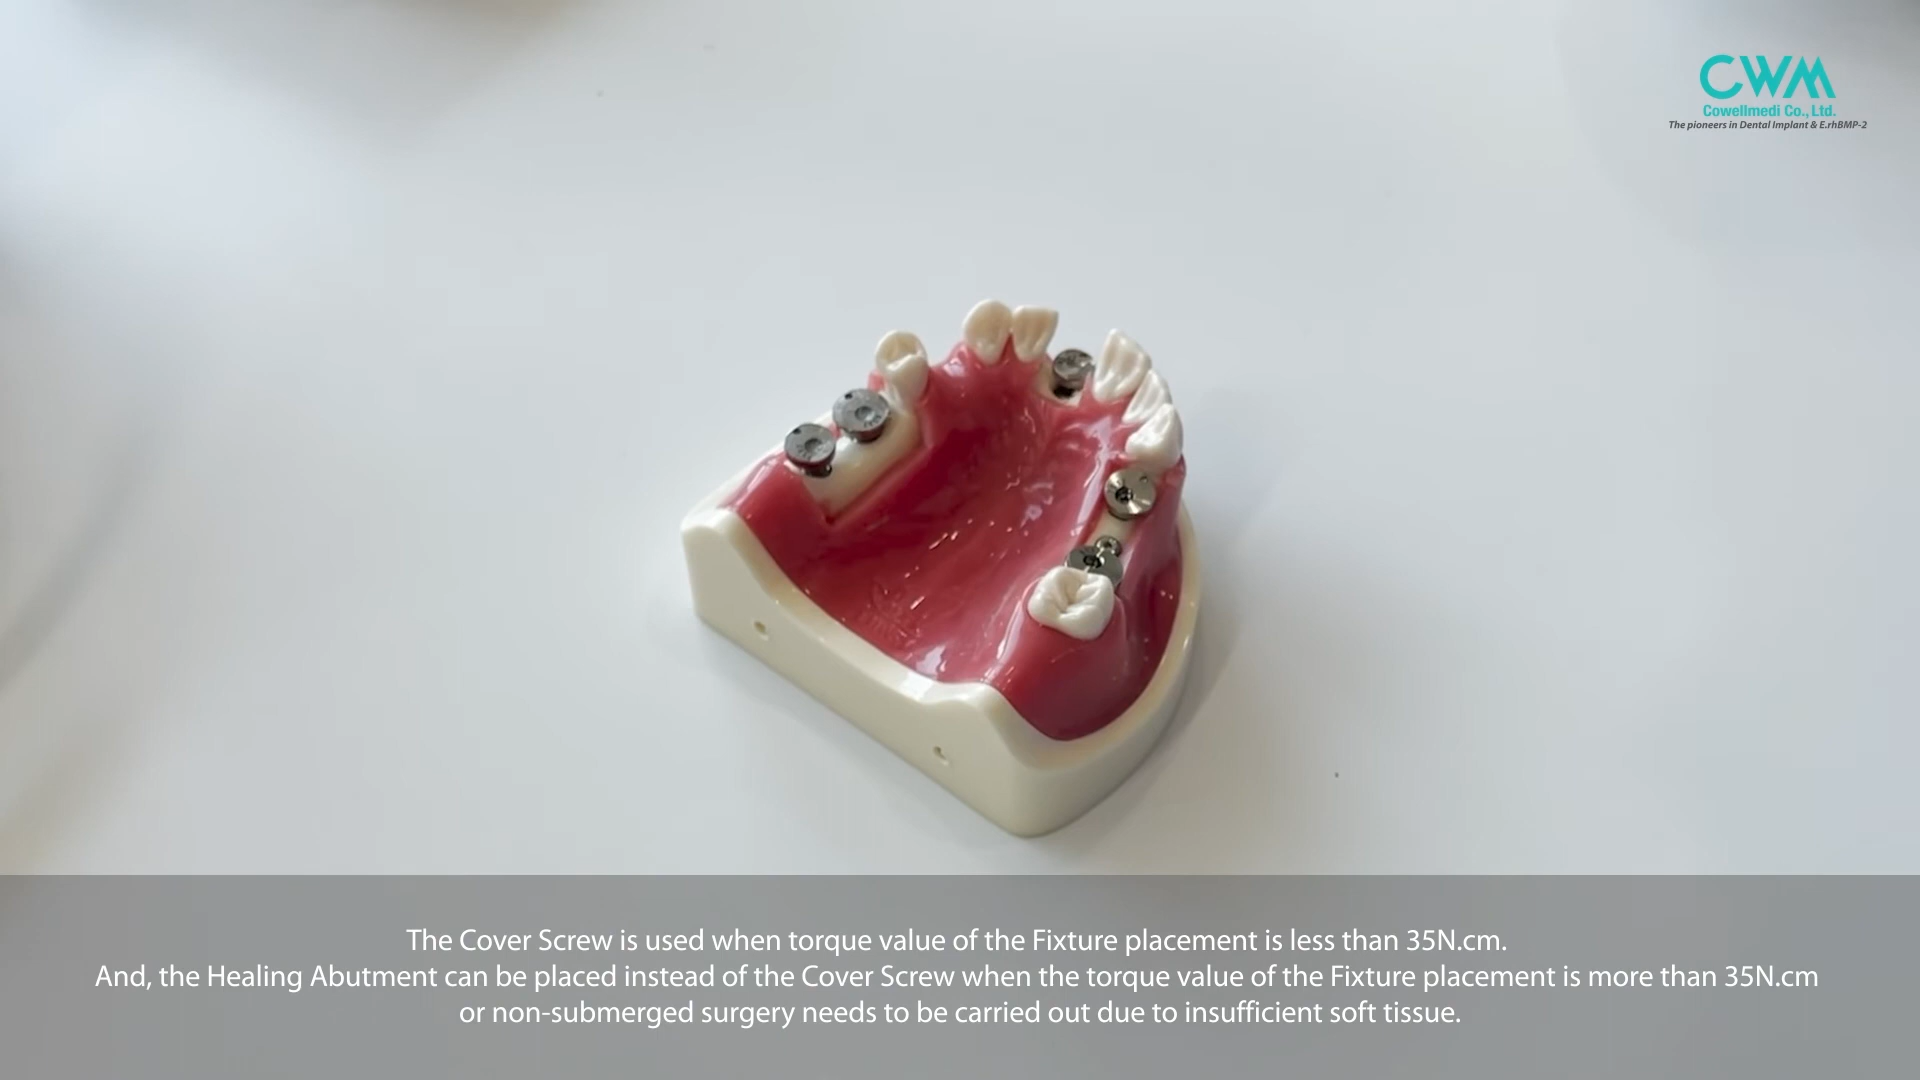 CWM
Cowellmedi Co., Ltd.
The pioneers in Dental Implant & E.rhBMP-2
The Cover Screw is used when torque value of the Fixture placement is less than 35N.cm.
And, the Healing Abutment can be placed instead of the Cover Screw when the torque value of the Fixture placement is more than 35N.cm
or non-submerged surgery needs to be carried out due to insufficient soft tissue.